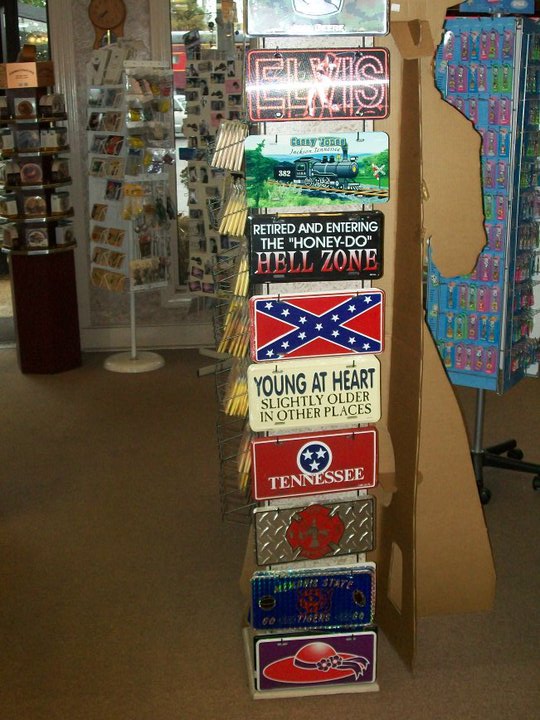 ELVIS
Casey Jones
Jackson Tennessee
382
RETIRED AND ENTERING
THE "HONEY-DO"
HELL ZONE
YOUNG AT HEART
SLIGHTLY OLDER
IN OTHER PLACES
TENNESSEE
MEMPHIS STATE
GO TIGERS GO